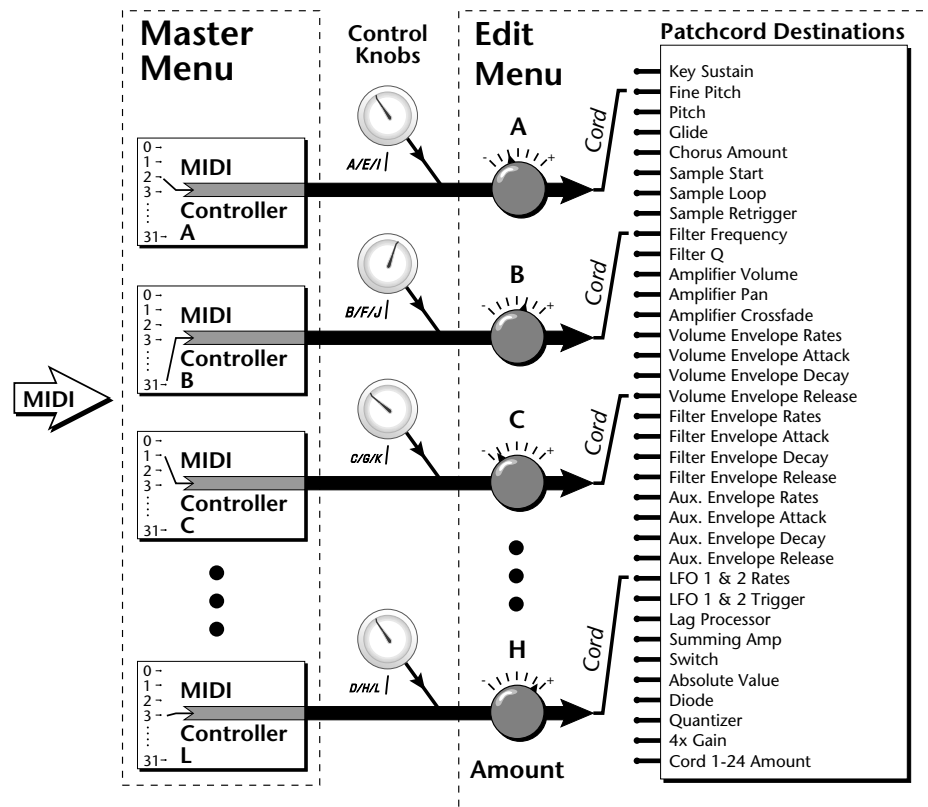 Master
Menu
Control
Knobs
Edit
Menu
Patchcord Destinations
MIDI
0
1
2
3
31
MIDI
Controller
A
A/E/I
A
- +
Cord
0
1
2
3
31
MIDI
Controller
B
B/F/J
B
- +
Cord
0
1
2
3
31
MIDI
Controller
C
C/G/K
C
- +
Cord
0
1
2
3
31
MIDI
Controller
L
D/H/L
H
- +
Cord
Amount
Key Sustain
Fine Pitch
Pitch
Glide
Chorus Amount
Sample Start
Sample Loop
Sample Retrigger
Filter Frequency
Filter Q
Amplifier Volume
Amplifier Pan
Amplifier Crossfade
Volume Envelope Rates
Volume Envelope Attack
Volume Envelope Decay
Volume Envelope Release
Filter Envelope Rates
Filter Envelope Attack
Filter Envelope Decay
Filter Envelope Release
Aux. Envelope Rates
Aux. Envelope Attack
Aux. Envelope Decay
Aux. Envelope Release
LFO 1 & 2 Rates
LFO 1 & 2 Trigger
Lag Processor
Summing Amp
Switch
Absolute Value
Diode
Quantizer
4x Gain
Cord 1-24 Amount